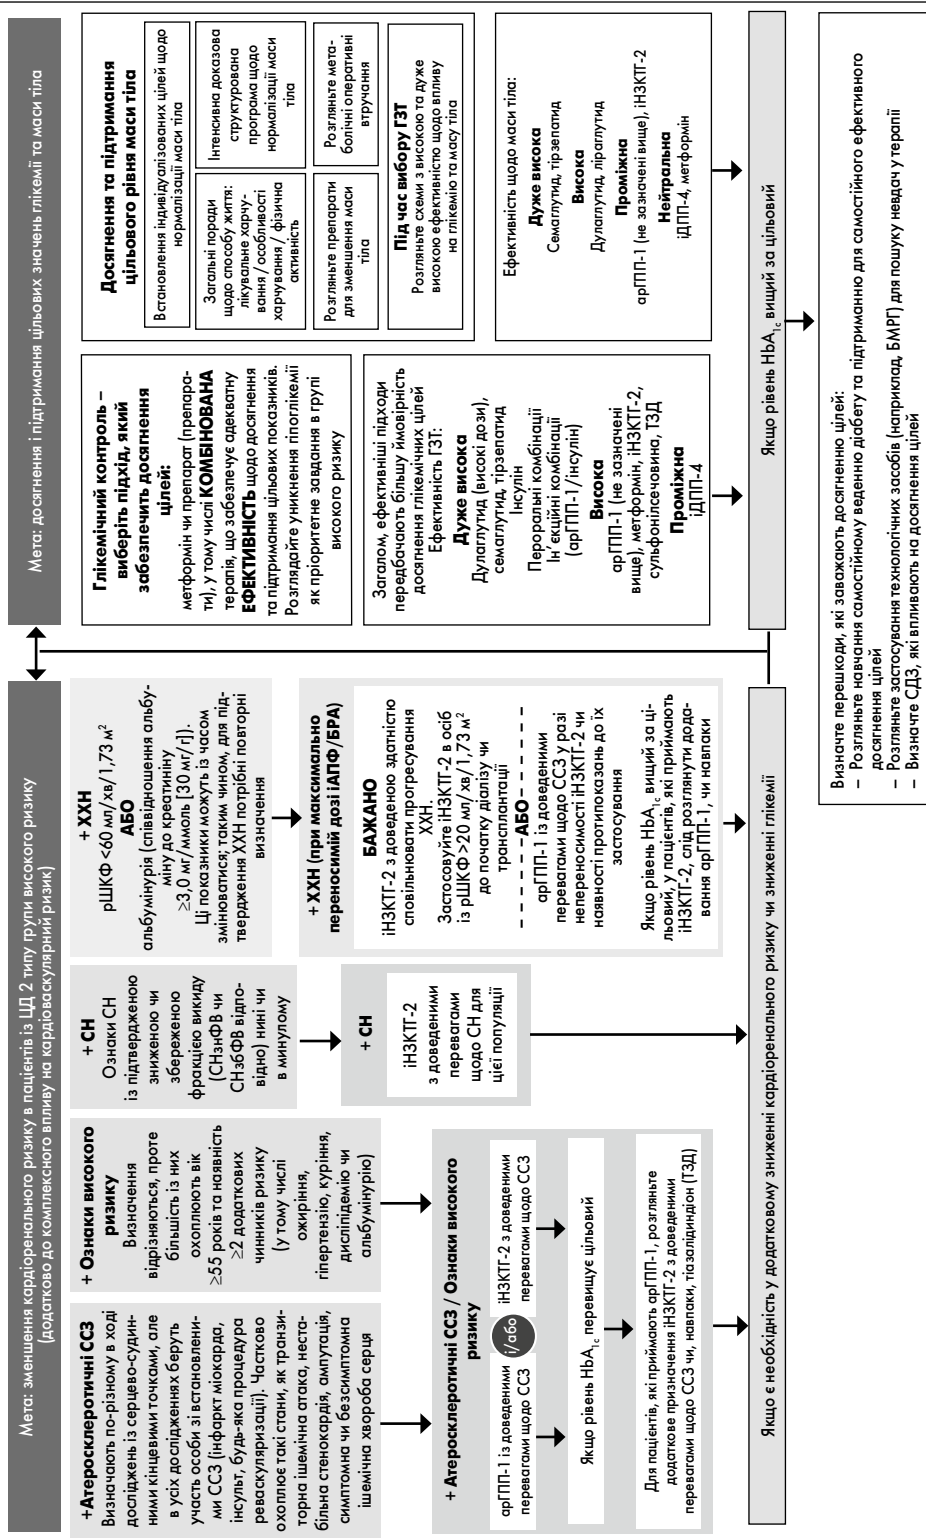 Мета: зменшення кардіоренального ризику в пацієнтів із ЦД 2 типу групи високого ризику
(додатково до комплексного впливу на кардіоваскулярний ризик)
+Атеросклеротичні ССЗ
Визначають по-різному в ході
досліджень із серцево-судин-
ними кінцевими точками, але
в усіх дослідженнях беруть
участь особи зі встановлени-
ми ССЗ (інфаркт міокарда,
інсульт, будь-яка процедура
реваскуляризації). Частково
охоплює такі стани, як транзи-
торна ішемічна атака, неста-
більна стенокардія, ампутація,
симптомна чи безсимптомна
ішемічна хвороба серця
+ Ознаки високого
ризику
Визначення
відрізняються, проте
більшість із них
охоплюють вік
≥55 років та наявність
≥2 додаткових
чинників ризику
(у тому числі
ожиріння,
гіпертензію, куріння,
дисліпідемію чи
альбумінурію)
+ СН
Ознаки СН
із підтвердженою
зниженою чи
збереженою
фракцією викиду
(СНзнФВ чи
СНзбФВ відпо-
відно) нині чи
в минулому
+ ХХН
рШКФ <60 мл/хв/1,73 м²
АБО
альбумінурія (співвідношення альбу-
міну до креатиніну
≥3,0 мг/ммоль [30 мг/г]).
Ці показники можуть із часом
змінюватися; таким чином, для під-
твердження ХХН потрібні повторні
визначення
+ Атеросклеротичні ССЗ / Ознаки високого
ризику
арГПП-1 із доведеними
перевагами щодо ССЗ
і/або
іНЗКТГ-2 з доведеними
перевагами щодо ССЗ
Якщо рівень HbA1c перевищує цільовий
Для пацієнтів, які приймають арГПП-1, розгляньте
додаткове призначення іНЗКТГ-2 з доведеними
перевагами щодо ССЗ чи, навпаки, тіазалідиндіон (ТЗД)
+ СН
іНЗКТГ-2
з доведеними
перевагами
щодо СН для
цієї популяції
+ ХХН (при максимально
переносимій дозі іАПФ/БРА)
БАЖАНО
іНЗКТГ-2 з доведеною здатністю
сповільнювати прогресування
ХХН.
Застосовуйте іНЗКТГ-2 в осіб
із рШКФ>20 мл/хв/1,73 м²
до початку діалізу чи
трансплантації
АБО
арГПП-1 із доведеними
перевагами щодо ССЗ у разі
непереносимості іНЗКТГ-2 чи
наявності протипоказань до їх
застосування
Якщо рівень HbA1c вищий за ці-
льовий, у пацієнтів, які приймають
іНЗКТГ-2, слід розглянути дода-
вання арГПП-1, чи навпаки
Якщо є необхідність у додатковому зниженні кардіоренального ризику чи зниженні глікемії
Мета: досягнення і підтримання цільових значень глікемії та маси тіла
Глікемічний контроль –
виберіть підхід, який
забезпечить досягнення
цілей:
метформін чи препарат (препара-
ти), у тому числі КОМБІНОВАНА
терапія, що забезпечує адекватну
ЕФЕКТИВНІСТЬ щодо досягнення
та підтримання цільових показників.
Розглядайте уникнення гіпоглікемії
як пріоритетне завдання в групі
високого ризику
Загалом, ефективніші підходи
передбачають більшу ймовірність
досягнення глікемічних цілей
Ефективність ГЗТ:
Дуже висока
Дулаглутид (високі дози),
семаглутид, тірзепатид
Інсулін
Пероральні комбінації
Ін’єкційні комбінації
(арГПП-1/інсулін)
Висока
арГПП-1 (не зазначені
вище), метформін, іНЗКТГ-2,
сульфонілсечовина, ТЗД
Проміжна
іДПП-4
Досягнення та підтримання
цільового рівня маси тіла
Встановлення індивідуалізованих цілей щодо
нормалізації маси тіла
Загальні поради
щодо способу життя:
лікувальне харчу-
вання / особливості
харчування / фізична
активність
Інтенсивна доказова
структурована
програма щодо
нормалізації маси
тіла
Розгляньте препарати
для зменшення маси
тіла
Розгляньте мета-
болічні оперативні
втручання
Під час вибору ГЗТ
Розгляньте схеми з високою та дуже
високою ефективністю щодо впливу
на глікемію та масу тіла
Ефективність щодо маси тіла:
Дуже висока
Семаглутид, тірзепатид
Висока
Дулаглутид, ліраглутид
Проміжна
арГПП-1 (не зазначені вище), іНЗКТГ-2
Нейтральна
іДПП-4, метформін
Якщо рівень HbA1c вищий за цільовий
Визначте перешкоди, які заважають досягненню цілей:
– Розгляньте навчання самостійному веденню діабету та підтриманню для самостійного ефективного
досягнення цілей
– Розгляньте застосування технологічних засобів (наприклад, БМРГ) для пошуку невдач у терапії
– Визначте СДЗ, які впливають на досягнення цілей